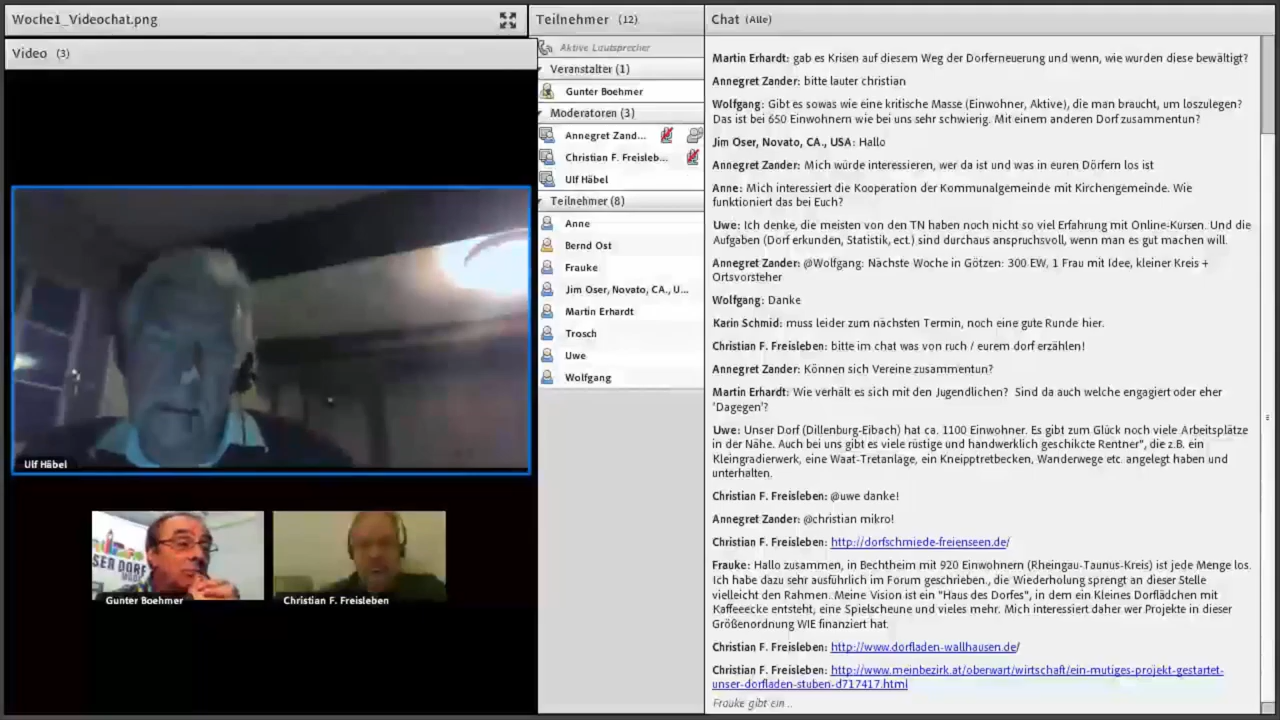 Woche1_Videochat.png
Video (3)
Ulf Häbel
SER DORF
Gunter Boehmer
Christian F. Freisleben
Teilnehmer (12)
Aktive Lautsprecher
Veranstalter (1)
Gunter Boehmer
Moderatoren (3)
Annegret Zand...
Christian F. Freisleb...
Ulf Häbel
Teilnehmer (8)
Anne
Bernd Ost
Frauke
Jim Oser, Novato, CA., U...
Martin Erhardt
Trosch
Uwe
Wolfgang
Chat (Alle)
Martin Erhardt: gab es Krisen auf diesem Weg der Dorferneuerung und wenn, wie wurden diese bewältigt?
Annegret Zander: bitte lauter christian
Wolfgang: Gibt es sowas wie eine kritische Masse (Einwohner, Aktive), die man braucht, um loszulegen?
Das ist bei 650 Einwohnern wie bei uns sehr schwierig. Mit einem anderen Dorf zusammentun?
Jim Oser, Novato, CA., USA: Hallo
Annegret Zander: Mich würde interessieren, wer da ist und was in euren Dörfern los ist
Anne: Mich interessiert die Kooperation der Kommunalgemeinde mit Kirchengemeinde. Wie
funktioniert das bei Euch?
Uwe: Ich denke, die meisten von den TN haben noch nicht so viel Erfahrung mit Online-Kursen. Und die
Aufgaben (Dorf erkunden, Statistik, ect.) sind durchaus anspruchsvoll, wenn man es gut machen will.
Annegret Zander: @Wolfgang: Nächste Woche in Götzen: 300 EW, 1 Frau mit Idee, kleiner Kreis +
Ortsvorsteher
Wolfgang: Danke
Karin Schmid: muss leider zum nächsten Termin, noch eine gute Runde hier.
Christian F. Freisleben: bitte im chat was von ruch / eurem dorf erzählen!
Annegret Zander: Können sich Vereine zusammentun?
Martin Erhardt: Wie verhält es sich mit den Jugendlichen? Sind da auch welche engagiert oder eher
'Dagegen'?
Uwe: Unser Dorf (Dillenburg-Eibach) hat ca. 1100 Einwohner. Es gibt zum Glück noch viele Arbeitsplätze
in der Nähe. Auch bei uns gibt es viele rüstige und handwerklich geschickte Rentner", die z.B. ein
Kleingradierwerk, eine Waat-Tretanlage, ein Kneipptretbecken, Wanderwege etc. angelegt haben und
unterhalten.
Christian F. Freisleben: @uwe danke!
Annegret Zander: @christian mikro!
Christian F. Freisleben: http://dorfschmiede-freienseen.de/
Frauke: Hallo zusammen, in Bechtheim mit 920 Einwohnern (Rheingau-Taunus-Kreis) ist jede Menge los.
Ich habe dazu sehr ausführlich im Forum geschrieben., die Wiederholung sprengt an dieser Stelle
vielleicht den Rahmen. Meine Vision ist ein "Haus des Dorfes", in dem ein Kleines Dorflädchen mit
Kaffeeecke entsteht, eine Spielscheune und vieles mehr. Mich interessiert daher wer Projekte in dieser
Größenordnung WIE finanziert hat.
Christian F. Freisleben: http://www.dorfladen-wallhausen.de/
Christian F. Freisleben: http://www.meinbezirk.at/oberwart/wirtschaft/ein-mutiges-projekt-gestartet-
unser-dorfladen-stuben-d717417.html
Frauke gibt ein ..